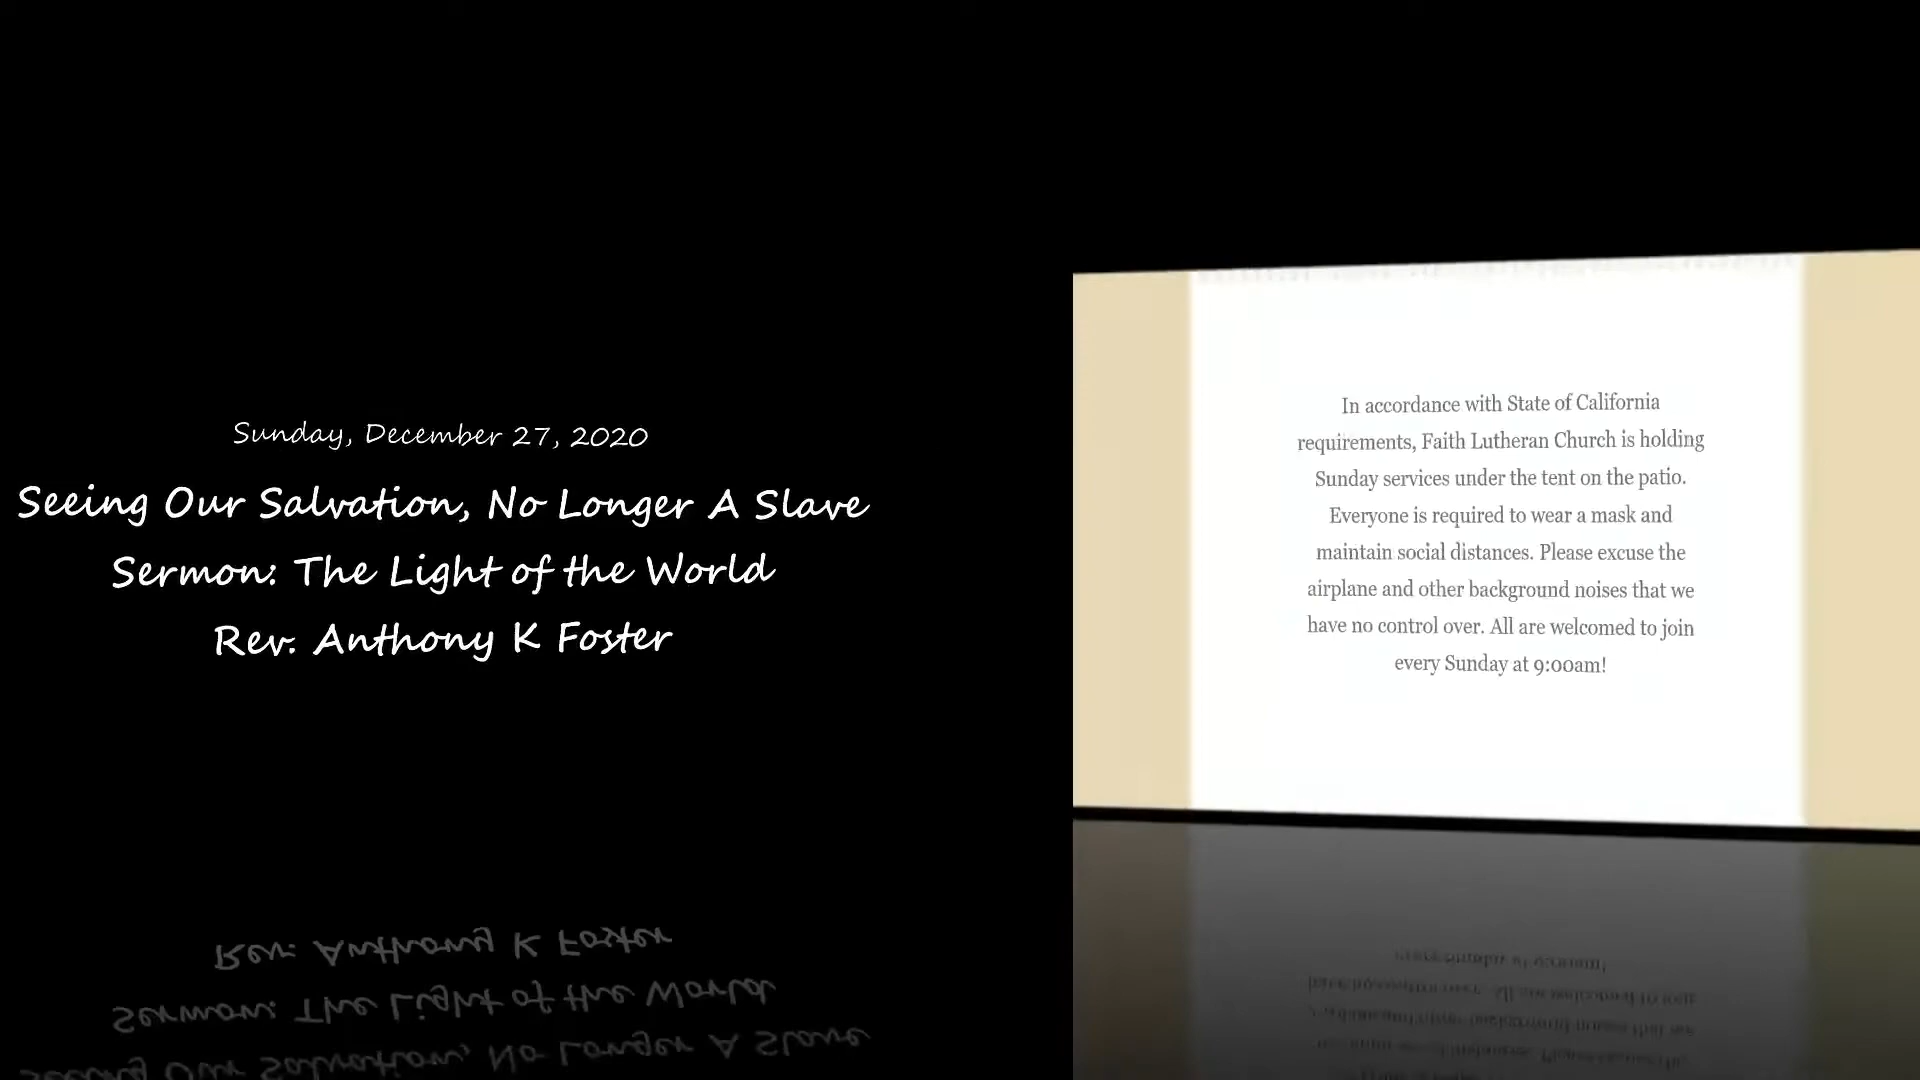 Sunday, December 27, 2020
Seeing Our Salvation, No Longer A Slave
Sermon: The Light of the World
Rev. Anthony K Foster
In accordance with State of California
requirements, Faith Lutheran Church is holding
Sunday services under the tent on the patio.
Everyone is required to wear a mask and
maintain social distances. Please excuse the
airplane and other background noises that we
have no control over. All are welcomed to join
every Sunday at 9:00am!